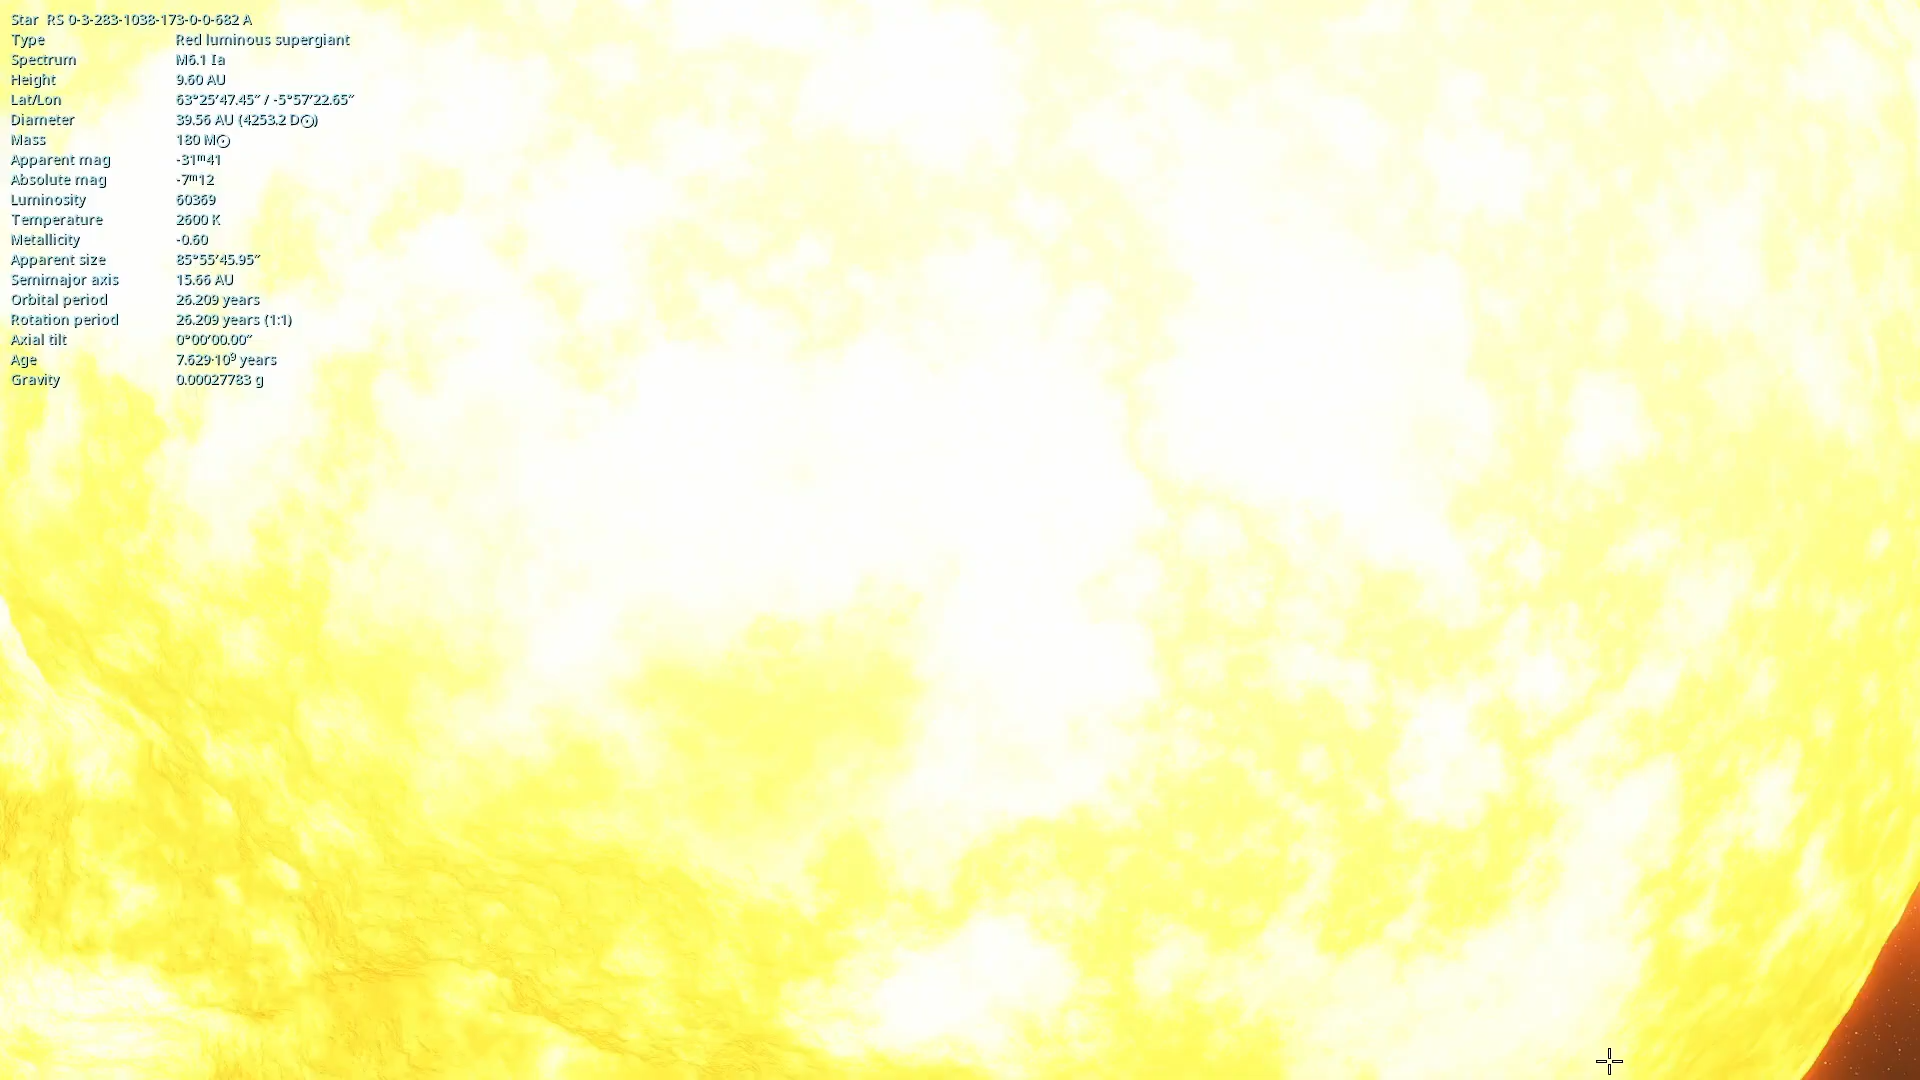 Star RS 0-3-283-1038-173-0-0-682 A
Type Red luminous supergiant
Spectrum M6.1 Ia
Height 9.60 AU
Lat/Lon 63°25′47.45″ / -5°57′22.65″
Diameter 39.56 AU (4253.2 D☉)
Mass 180 M☉
Apparent mag -31ᵐ41
Absolute mag -7ᵐ12
Luminosity 60369
Temperature 2600 K
Metallicity -0.60
Apparent size 85°55′45.95″
Semimajor axis 15.66 AU
Orbital period 26.209 years
Rotation period 26.209 years (1:1)
Axial tilt 0°00′00.00″
Age 7.629·10⁹ years
Gravity 0.00027783 g